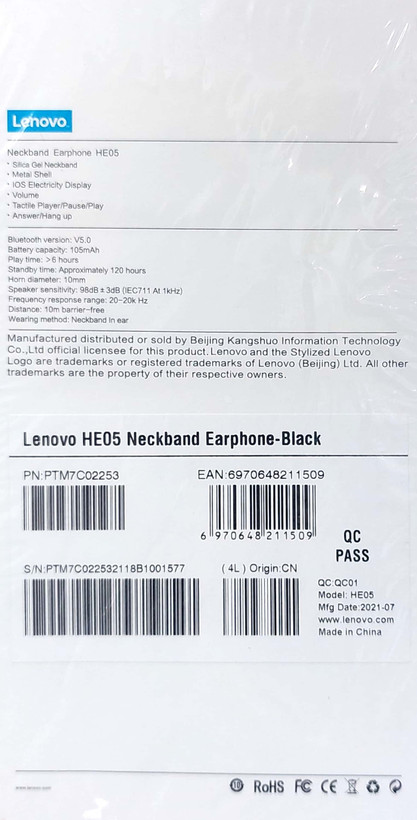 Lenovo
Neckband Earphone HE05
· Silica Gel Neckband
· Metal Shell
· IOS Electricity Display
· Volume
· Tactile Player/Pause/Play
· Answer/Hang up
Bluetooth version: V5.0
Battery capacity: 105mAh
Play time: >6 hours
Standby time: Approximately 120 hours
Horn diameter: 10mm
Speaker sensitivity: 98dB±3dB (IEC711 At 1kHz)
Frequency response range: 20-20k Hz
Distance: 10m barrier-free
Wearing method: Neckband in ear
Manufactured distributed or sold by Beijing Kangshuo Information Technology
Co.,Ltd official licensee for this product. Lenovo and the Stylized Lenovo
Logo are trademarks or registered trademarks of Lenovo (Beijing) Ltd. All other
trademarks are the property of their respective owners.
Lenovo HE05 Neckband Earphone-Black
PN:PTM7C02253
EAN:6970648211509
6 970648 211509
QC
PASS
S/N:PTM7C022532118B1001577
(4L) Origin:CN
QC:QC01
Model: HE05
Mfg Date:2021-07
www.lenovo.com
Made in China
www.lenovo.com
RoHS FC CE